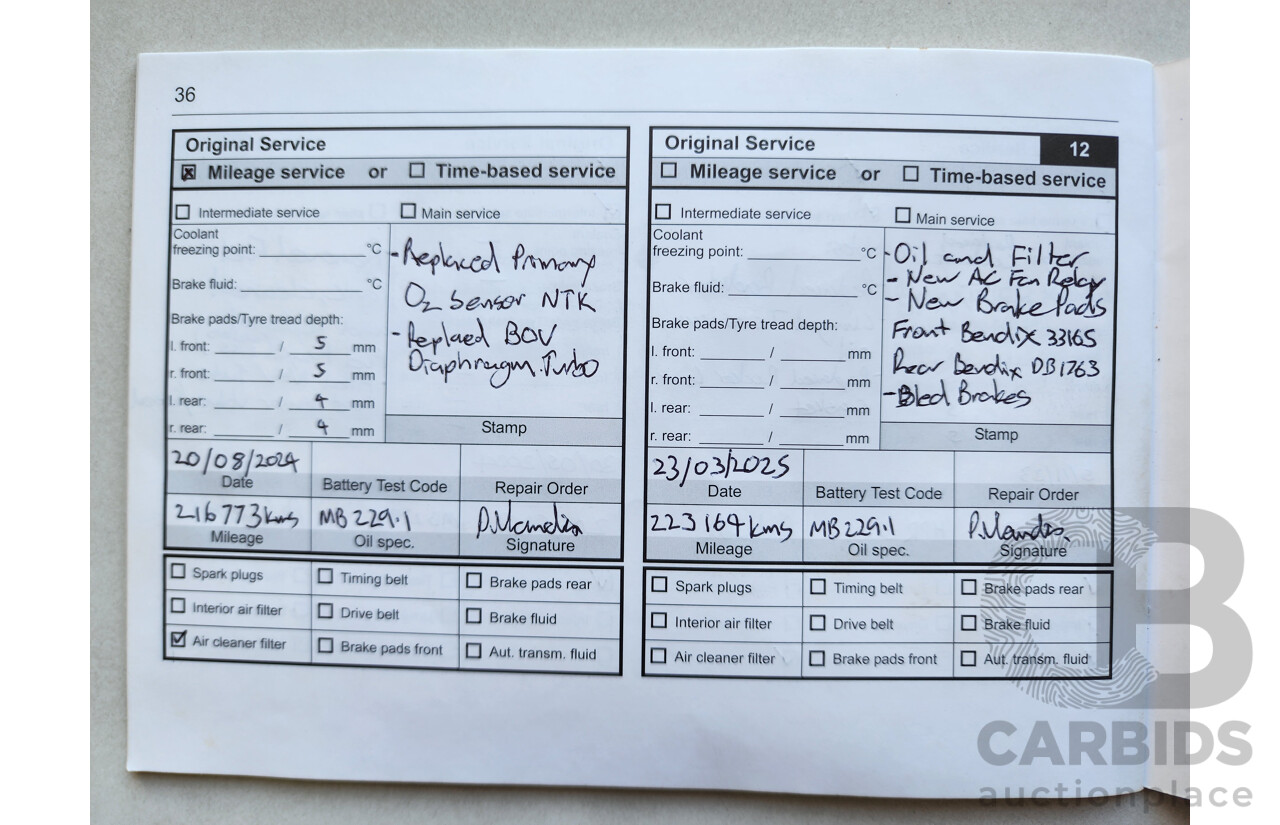 36
Original Service
☒ Mileage service or ☐ Time-based service
☐ Intermediate service ☐ Main service
Coolant
freezing point: °C
Brake fluid: °C
Brake pads/Tyre tread depth:
l. front: / 5 mm
r. front: / 5 mm
l. rear: / 4 mm
r. rear: / 4 mm
- Replaced Primary
O2 Sensor NTK
- Replaced BOV
Diaphragm. Turbo
Stamp
20/08/2024
Date
Battery Test Code
Repair Order
216773kms
Mileage
MB 229.1
Oil spec.
Signature
☐ Spark plugs ☐ Timing belt ☐ Brake pads rear
☐ Interior air filter ☐ Drive belt ☐ Brake fluid
☑ Air cleaner filter ☐ Brake pads front ☐ Aut. transm. fluid
Original Service 12
☐ Mileage service or ☐ Time-based service
☐ Intermediate service ☐ Main service
Coolant
freezing point: °C
Brake fluid: °C
Brake pads/Tyre tread depth:
l. front: / mm
r. front: / mm
l. rear: / mm
r. rear: / mm
- Oil and Filter
- New AC Fan Relay
- New Brake Pads
Front Bendix 33165
Rear Bendix DB1763
- Bled Brakes
Stamp
23/03/2025
Date
Battery Test Code
Repair Order
223164kms
Mileage
MB 229.1
Oil spec.
Signature
☐ Spark plugs ☐ Timing belt ☐ Brake pads rear
☐ Interior air filter ☐ Drive belt ☐ Brake fluid
☐ Air cleaner filter ☐ Brake pads front ☐ Aut. transm. fluid
B
CARBIDS
auctionplace